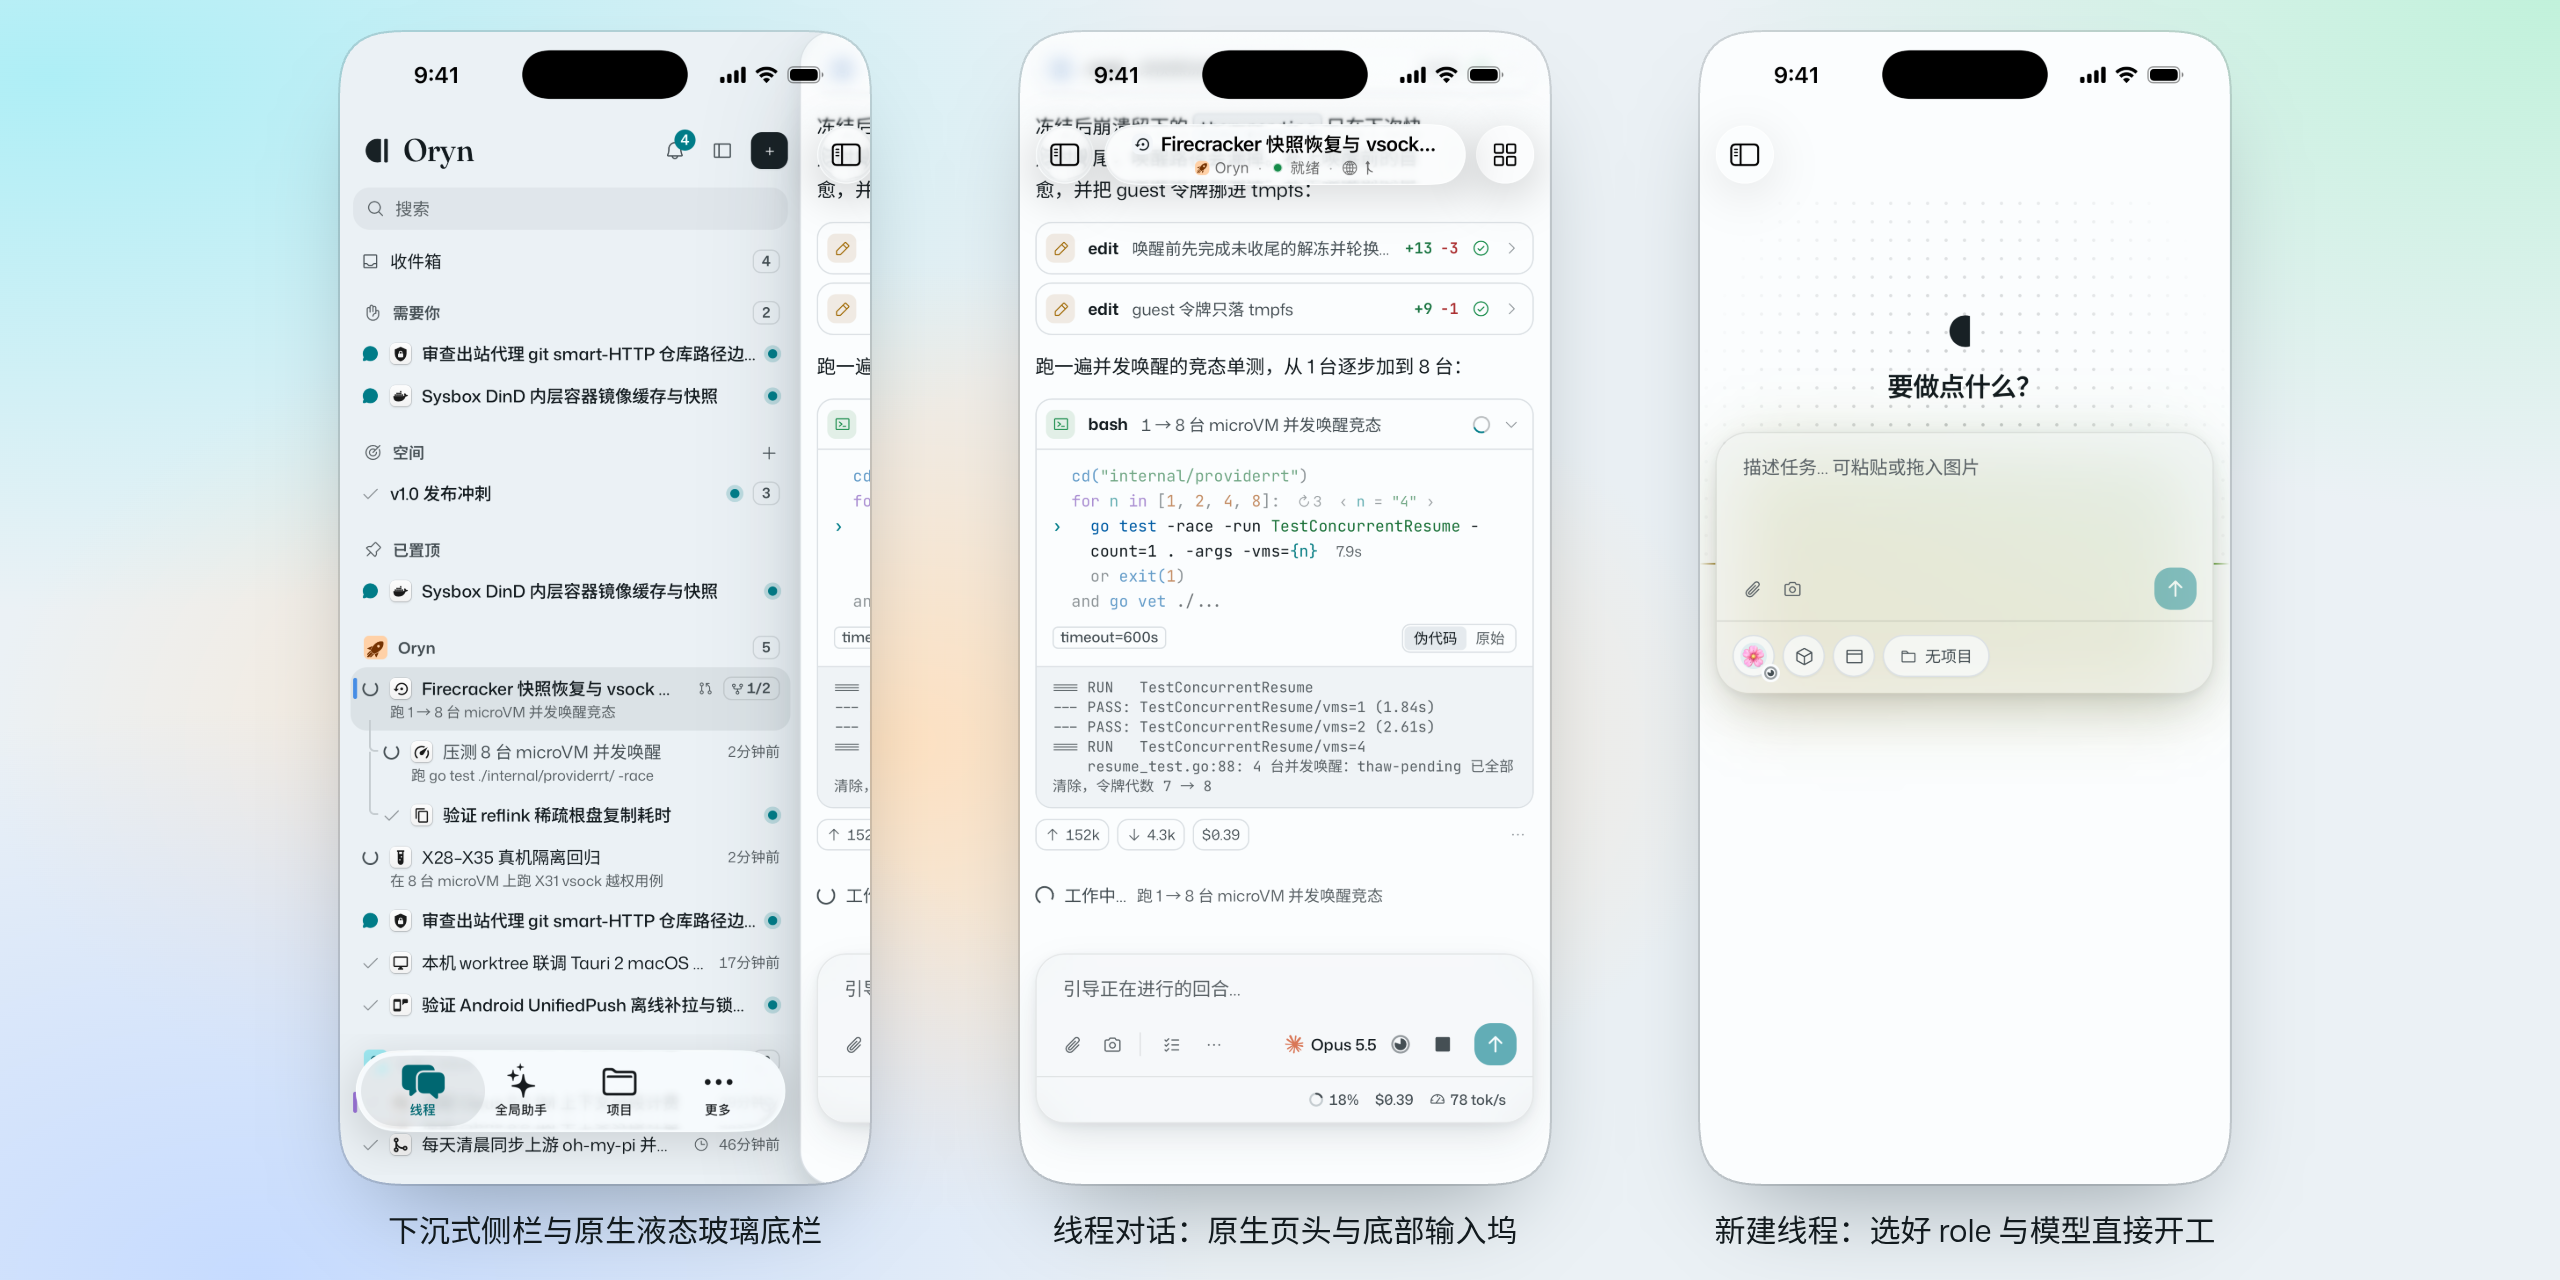 9:41
Oryn
4
搜索
收件箱 4
需要你 2
审查出站代理 git smart-HTTP 仓库路径边...
Sysbox DinD 内层容器镜像缓存与快照
空间
v1.0 发布冲刺 3
已置顶
Sysbox DinD 内层容器镜像缓存与快照
Oryn 5
Firecracker 快照恢复与 vsock ... 1/2
跑 1 → 8 台 microVM 并发唤醒竞态
压测 8 台 microVM 并发唤醒 2分钟前
跑 go test ./internal/providerrt/ -race
验证 reflink 稀疏根盘复制耗时
X28–X35 真机隔离回归 2分钟前
在 8 台 microVM 上跑 X31 vsock 越权用例
审查出站代理 git smart-HTTP 仓库路径边...
本机 worktree 联调 Tauri 2 macOS ... 17分钟前
验证 Android UnifiedPush 离线补拉与锁...
线程 全局助手 项目 更多
每天清晨同步上游 oh-my-pi 并... 46分钟前
愈，并
跑一遍
cd
fo
›
an
time
清除，
↑ 152
工作
引导
下沉式侧栏与原生液态玻璃底栏
9:41
Firecracker 快照恢复与 vsock...
Oryn · 就绪 ·
愈，并把 guest 令牌挪进 tmpfs：
edit 唤醒前先完成未收尾的解冻并轮换... +13 -3
edit guest 令牌只落 tmpfs +9 -1
跑一遍并发唤醒的竞态单测，从 1 台逐步加到 8 台：
bash 1 → 8 台 microVM 并发唤醒竞态
cd("internal/providerrt")
for n in [1, 2, 4, 8]: ↻3 ‹ n = "4" ›
› go test -race -run TestConcurrentResume -
count=1 . -args -vms={n} 7.9s
or exit(1)
and go vet ./...
timeout=600s 伪代码 原始
=== RUN TestConcurrentResume
--- PASS: TestConcurrentResume/vms=1 (1.84s)
--- PASS: TestConcurrentResume/vms=2 (2.61s)
=== RUN TestConcurrentResume/vms=4
resume_test.go:88: 4 台并发唤醒：thaw-pending 已全部
清除，令牌代数 7 → 8
↑ 152k ↓ 4.3k $0.39 ...
工作中... 跑 1 → 8 台 microVM 并发唤醒竞态
引导正在进行的回合...
Opus 5.5
18% $0.39 78 tok/s
线程对话：原生页头与底部输入坞
9:41
要做点什么？
描述任务... 可粘贴或拖入图片
无项目
新建线程：选好 role 与模型直接开工